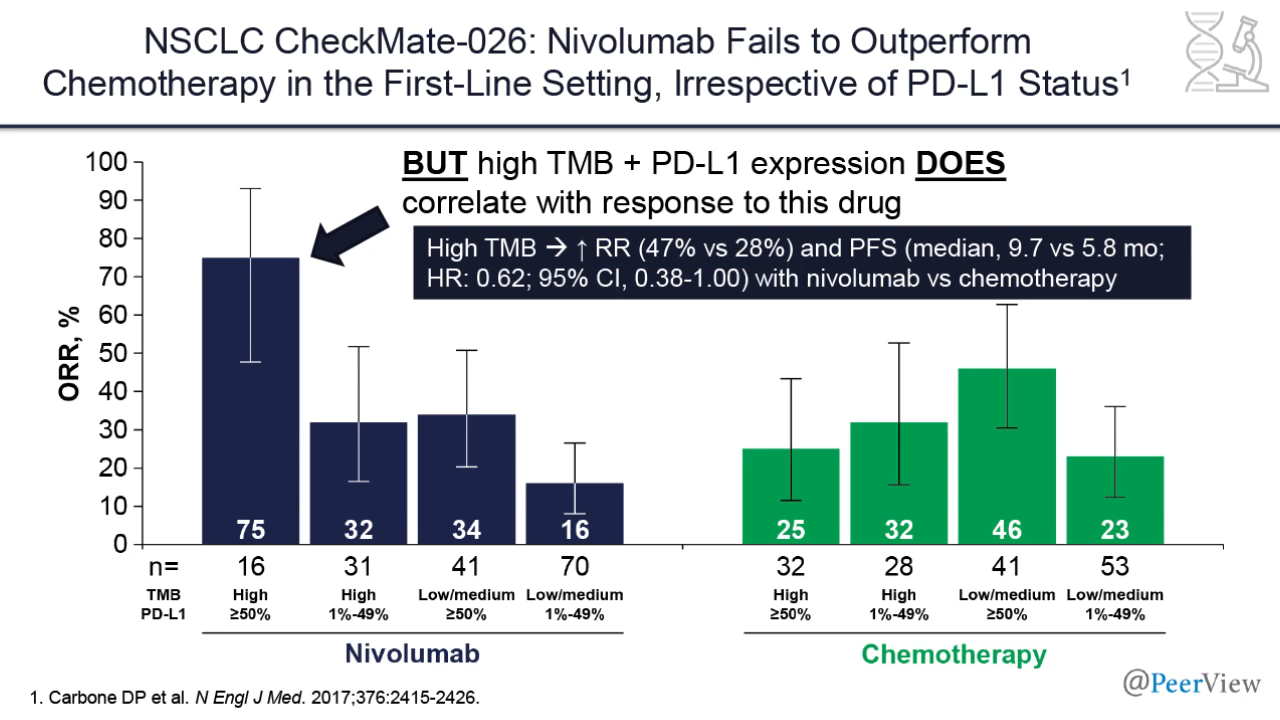 NSCLC CheckMate-026: Nivolumab Fails to Outperform
Chemotherapy in the First-Line Setting, Irrespective of PD-L1 Status¹
BUT high TMB + PD-L1 expression DOES
correlate with response to this drug
High TMB → ↑ RR (47% vs 28%) and PFS (median, 9.7 vs 5.8 mo;
HR: 0.62; 95% CI, 0.38-1.00) with nivolumab vs chemotherapy
ORR, %
100
90
80
70
60
50
40
30
20
10
0
75 32 34 16 25 32 46 23
n= 16 31 41 70 32 28 41 53
TMB High High Low/medium Low/medium High High Low/medium Low/medium
PD-L1 ≥50% 1%-49% ≥50% 1%-49% ≥50% 1%-49% ≥50% 1%-49%
Nivolumab Chemotherapy
@PeerView
1. Carbone DP et al. N Engl J Med. 2017;376:2415-2426.